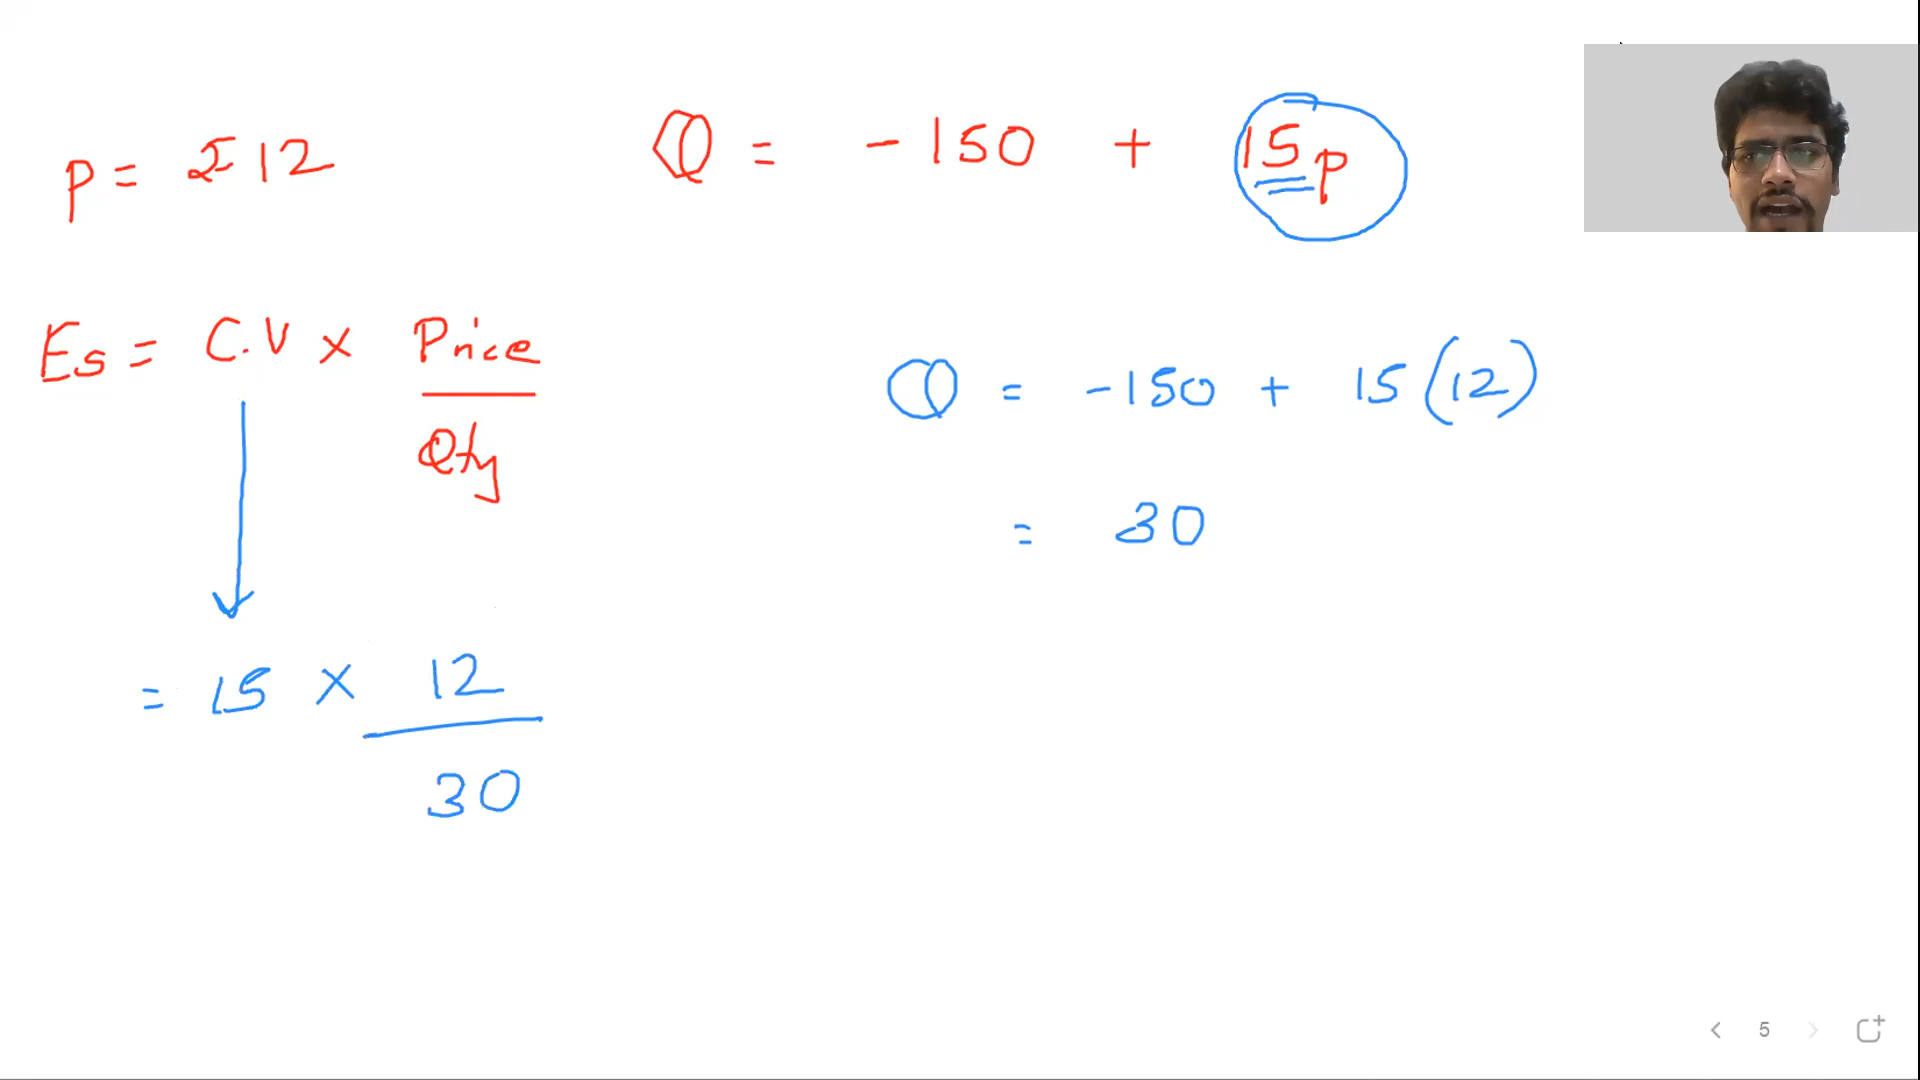 P = ₹12
Q = -150 + 15P
Es = C.V × Price
Qty
Q = -150 + 15(12)
= 30
= 15 × 12
30
5